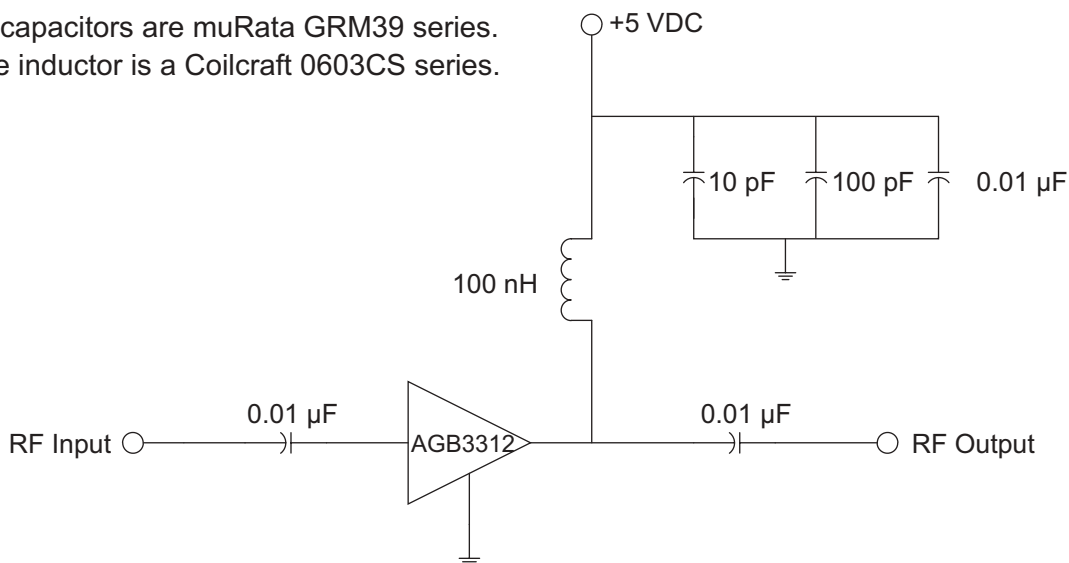 capacitors are muRata GRM39 series.
e inductor is a Coilcraft 0603CS series.
+5 VDC
10 pF
100 pF
0.01 µF
100 nH
0.01 µF
0.01 µF
RF Input
AGB3312
RF Output